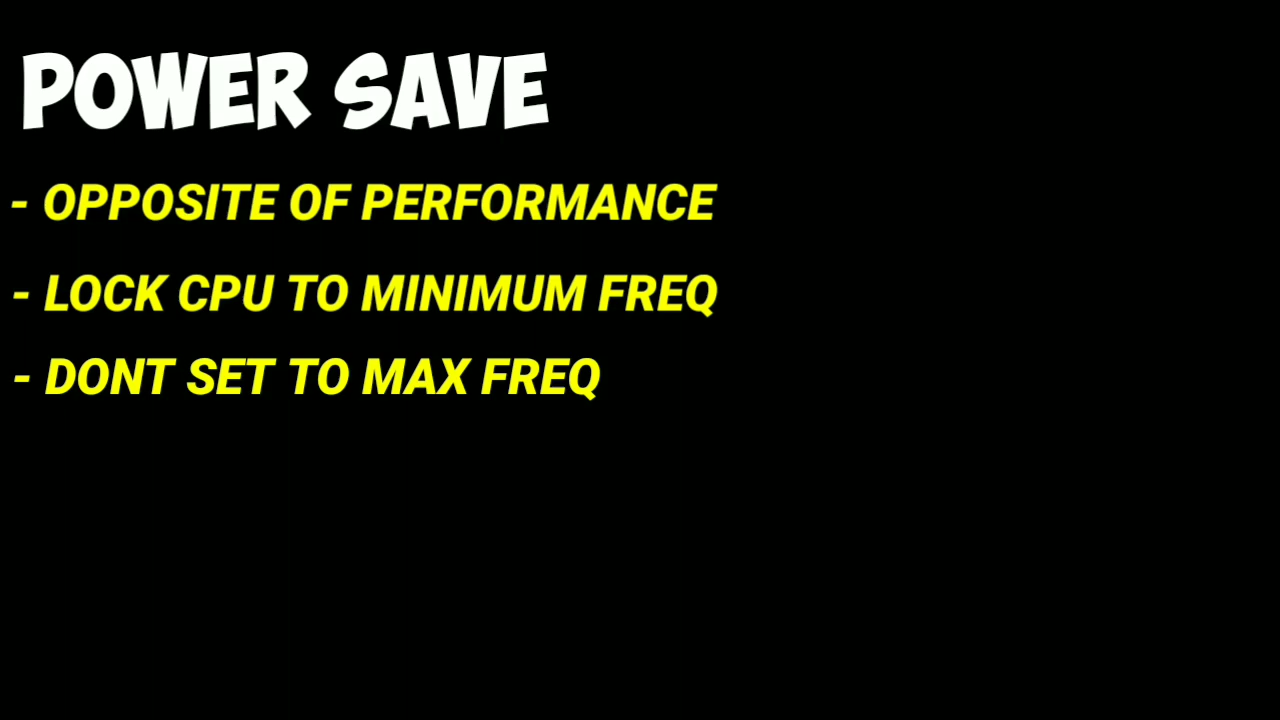 POWER SAVE
- OPPOSITE OF PERFORMANCE
- LOCK CPU TO MINIMUM FREQ
- DONT SET TO MAX FREQ